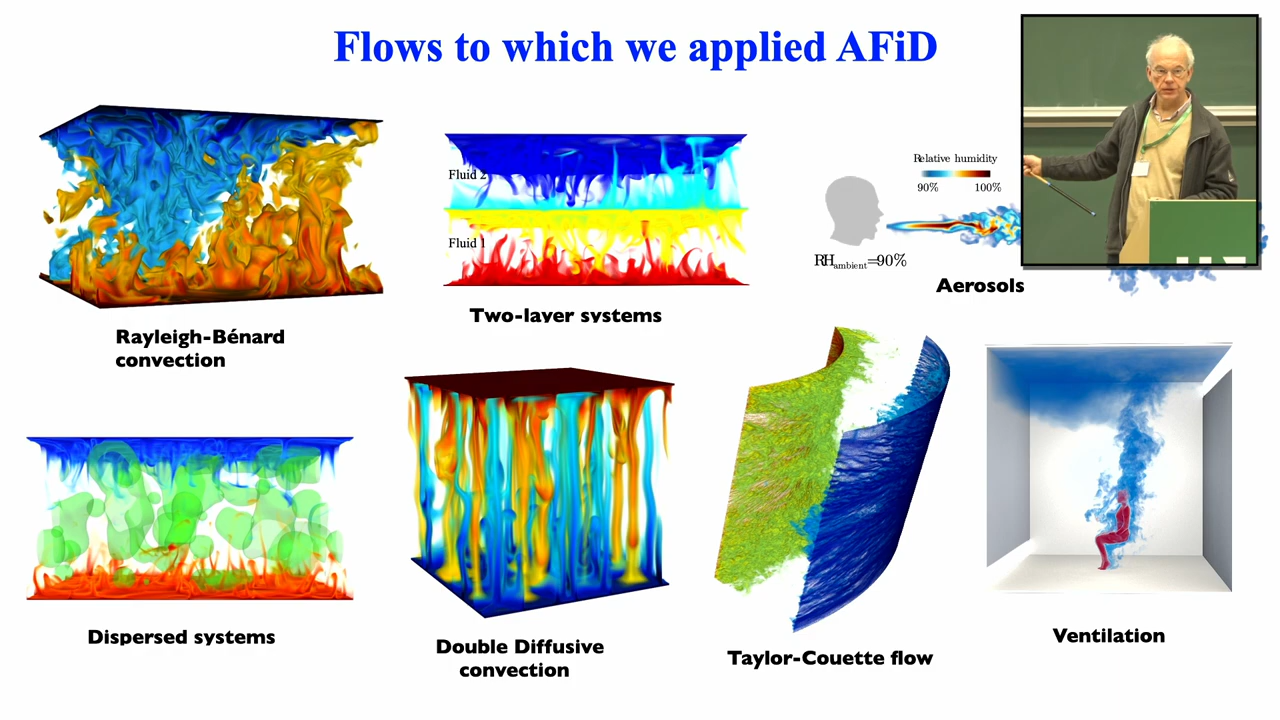 Flows to which we applied AFiD
Fluid 2
Fluid 1
Two-layer systems
Relative humidity
90% 100%
RHambient=90%
Aerosols
Rayleigh-Bénard
convection
Dispersed systems
Double Diffusive
convection
Taylor-Couette flow
Ventilation